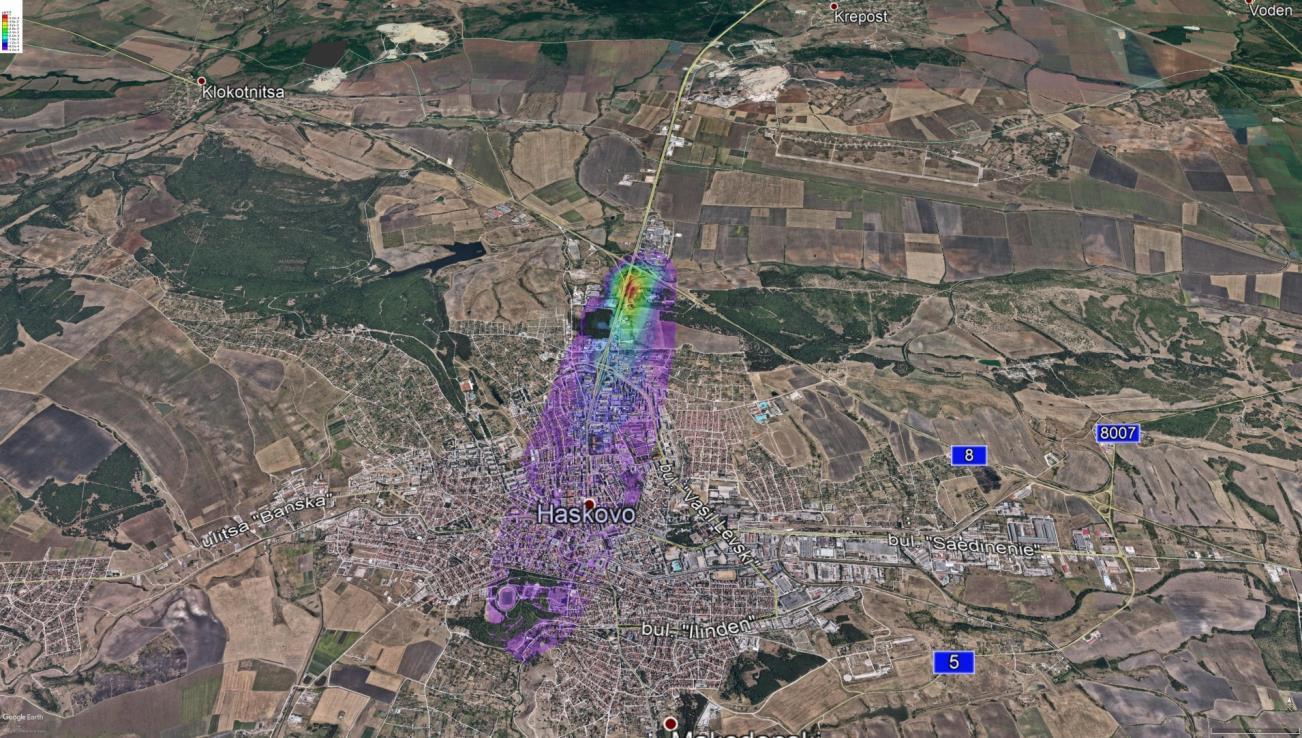 Krepost
Voden
Klokotnitsa
8007
8
bul. "Vasil Levski"
ulitsa "Banska"
Haskovo
bul. "Saedinenie"
bul. "Ilinden"
5
Google Earth